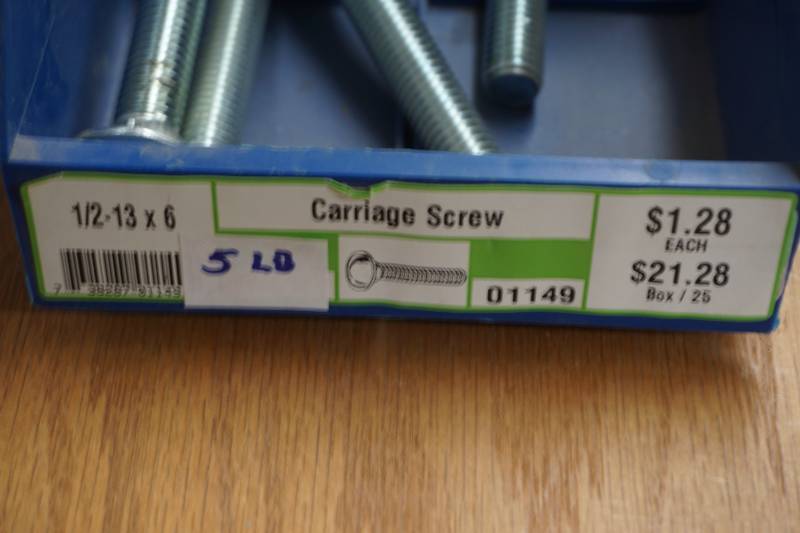 1/2-13 x 6
Carriage Screw
$1.28
EACH
$21.28
Box / 25
5 LB
01149